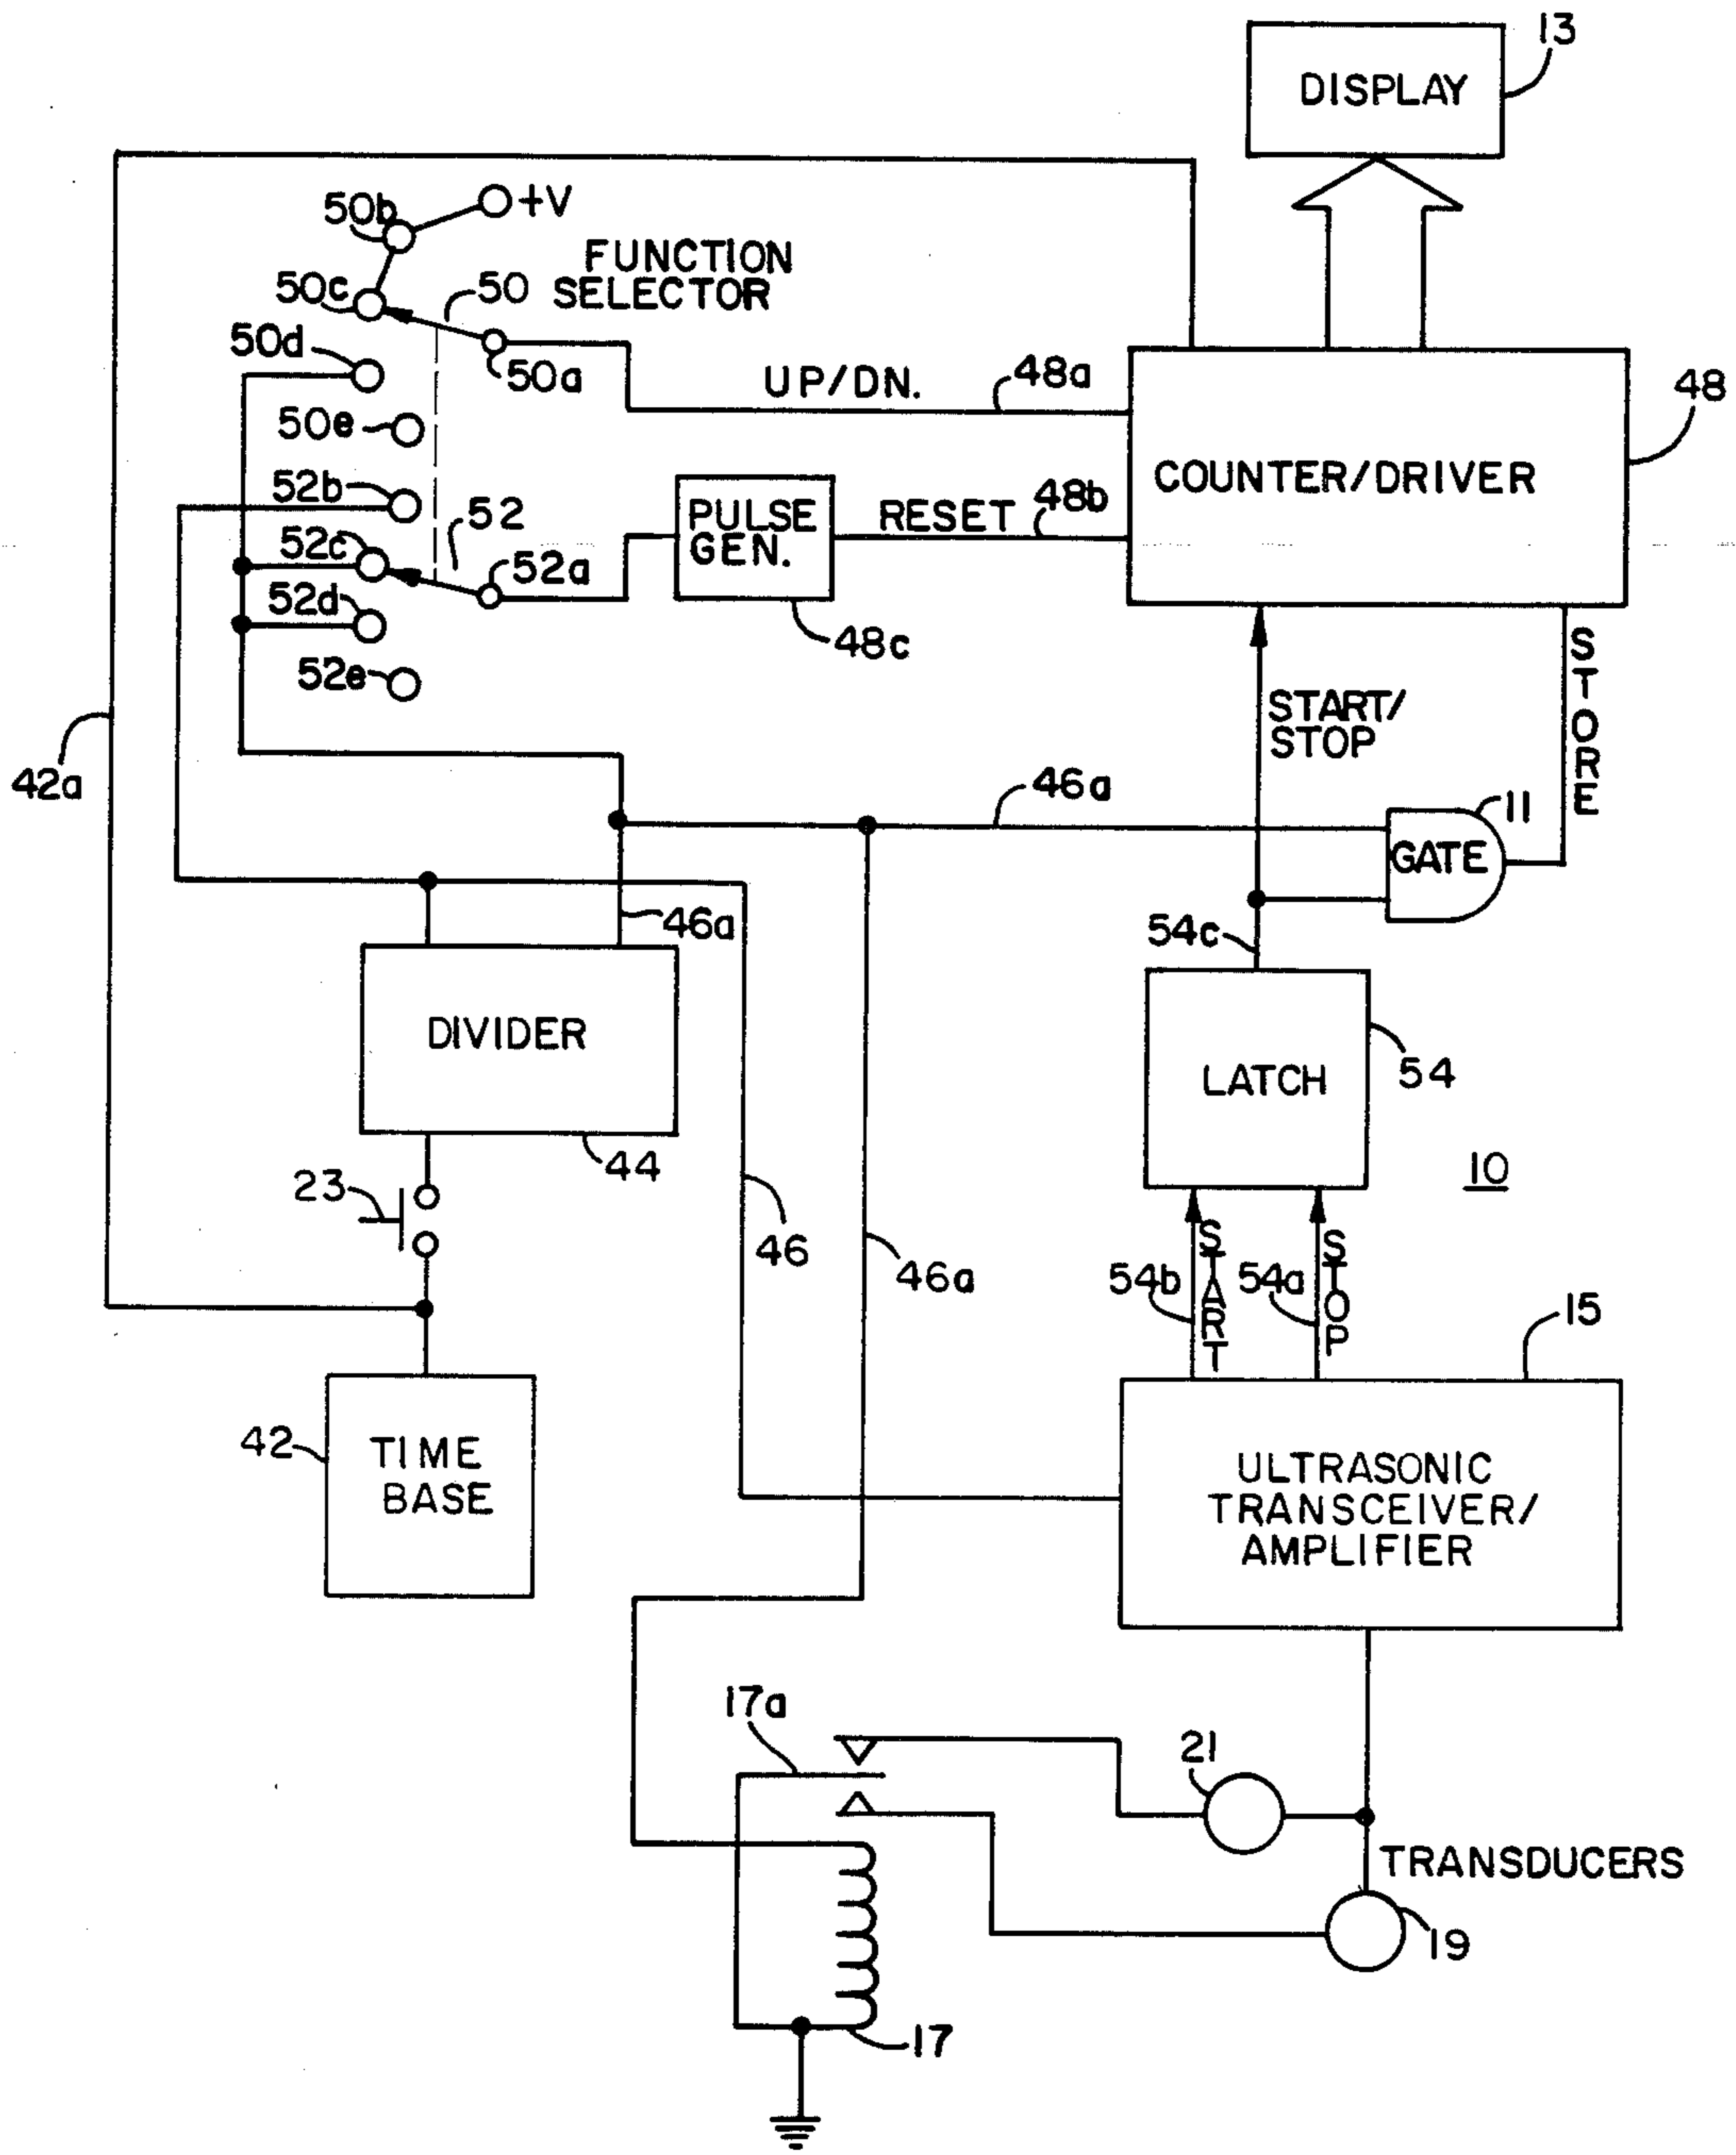 13
DISPLAY
50b
+V
FUNCTION
SELECTOR
50c
50
50d
50a
UP/DN.
48a
48
50e
COUNTER/DRIVER
52b
52
PULSE
GEN.
RESET
48b
52c
52a
52d
48c
52e
STORE
START/
STOP
42a
46a
11
GATE
46a
54c
DIVIDER
LATCH
54
44
10
23
46
46a
54b
START
54a
STOP
15
42
TIME
BASE
ULTRASONIC
TRANSCEIVER/
AMPLIFIER
17a
21
TRANSDUCERS
19
17